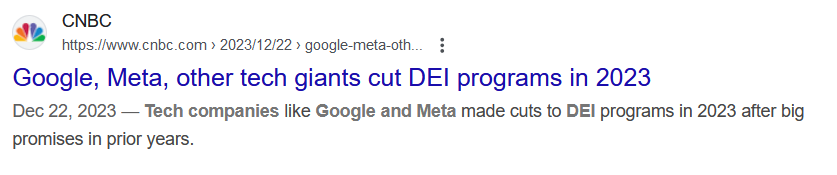 CNBC
https://www.cnbc.com › 2023/12/22 › google-meta-oth...
Google, Meta, other tech giants cut DEI programs in 2023
Dec 22, 2023 — Tech companies like Google and Meta made cuts to DEI programs in 2023 after big
promises in prior years.